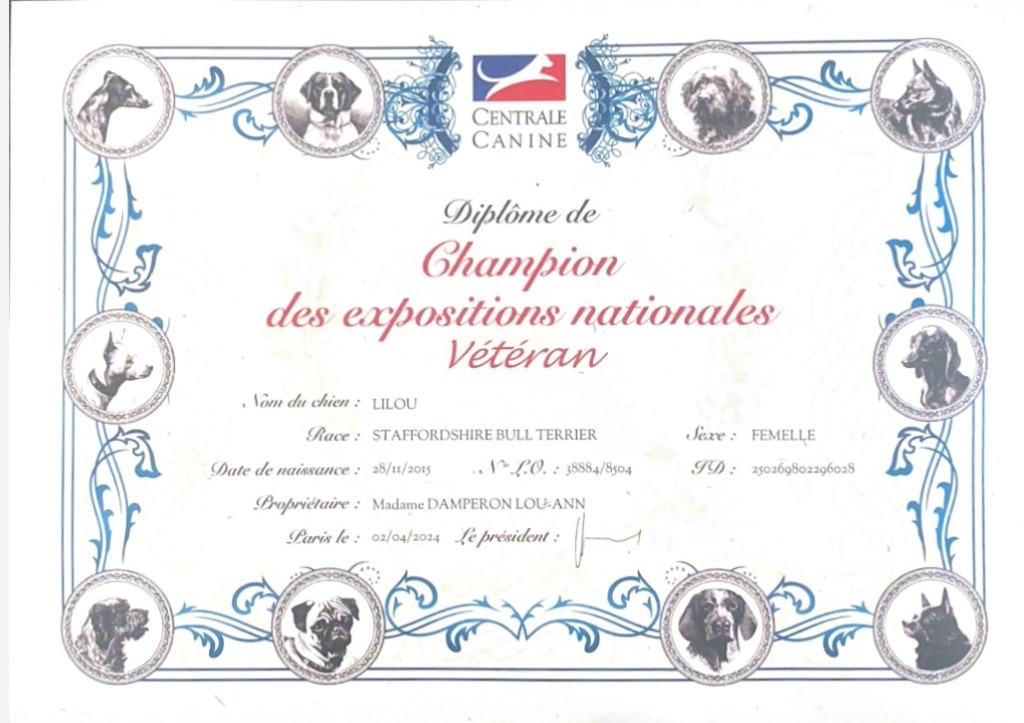 CENTRALE
CANINE
Diplôme de
Champion
des expositions nationales
Vétéran
Nom du chien : LILOU
Race : STAFFORDSHIRE BULL TERRIER Sexe : FEMELLE
Date de naissance : 28/11/2015 N° L.O. : 38884/8504 ID : 250269802296028
Propriétaire : Madame DAMPERON LOU-ANN
Paris le : 02/04/2024 Le président :